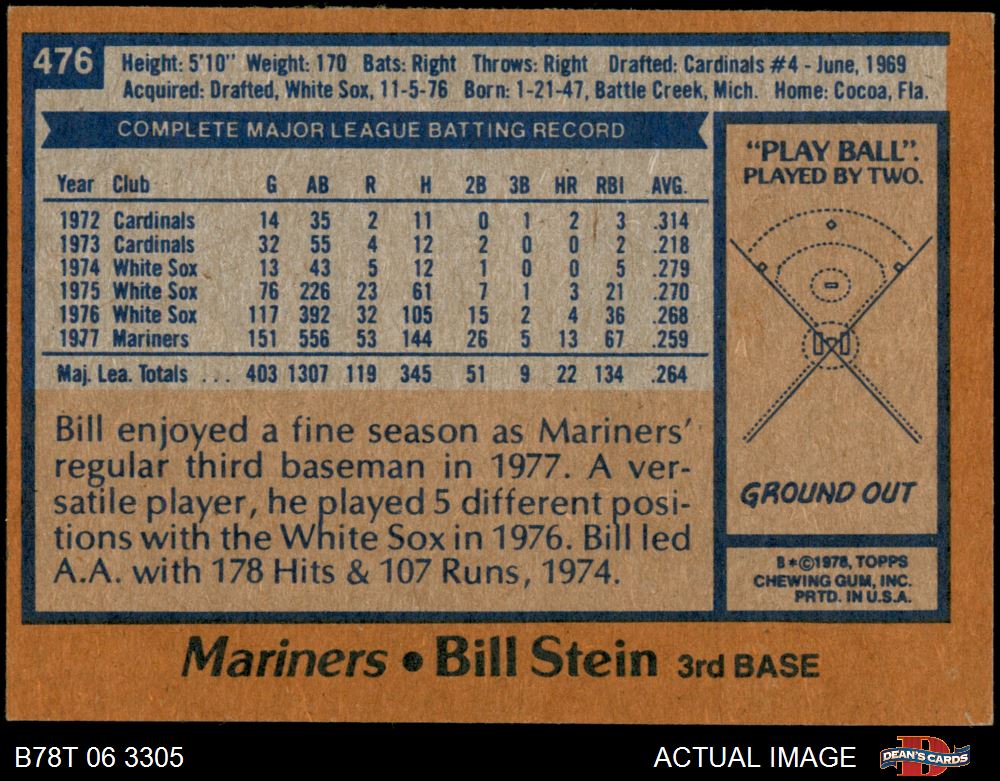 476
Height: 5'10" Weight: 170 Bats: Right Throws: Right Drafted: Cardinals #4 - June, 1969
Acquired: Drafted, White Sox, 11-5-76 Born: 1-21-47, Battle Creek, Mich. Home: Cocoa, Fla.
COMPLETE MAJOR LEAGUE BATTING RECORD
Year Club G AB R H 2B 3B HR RBI AVG.
1972 Cardinals 14 35 2 11 0 1 2 3 .314
1973 Cardinals 32 55 4 12 2 0 0 2 .218
1974 White Sox 13 43 5 12 1 0 0 5 .279
1975 White Sox 76 226 23 61 7 1 3 21 .270
1976 White Sox 117 392 32 105 15 2 4 36 .268
1977 Mariners 151 556 53 144 26 5 13 67 .259
Maj. Lea. Totals ... 403 1307 119 345 51 9 22 134 .264
Bill enjoyed a fine season as Mariners'
regular third baseman in 1977. A ver-
satile player, he played 5 different posi-
tions with the White Sox in 1976. Bill led
A.A. with 178 Hits & 107 Runs, 1974.
"PLAY BALL".
PLAYED BY TWO.
GROUND OUT
B*©1978, TOPPS
CHEWING GUM, INC.
PRTD. IN U.S.A.
Mariners • Bill Stein 3rd BASE
B78T 06 3305
ACTUAL IMAGE
DEAN'S CARDS